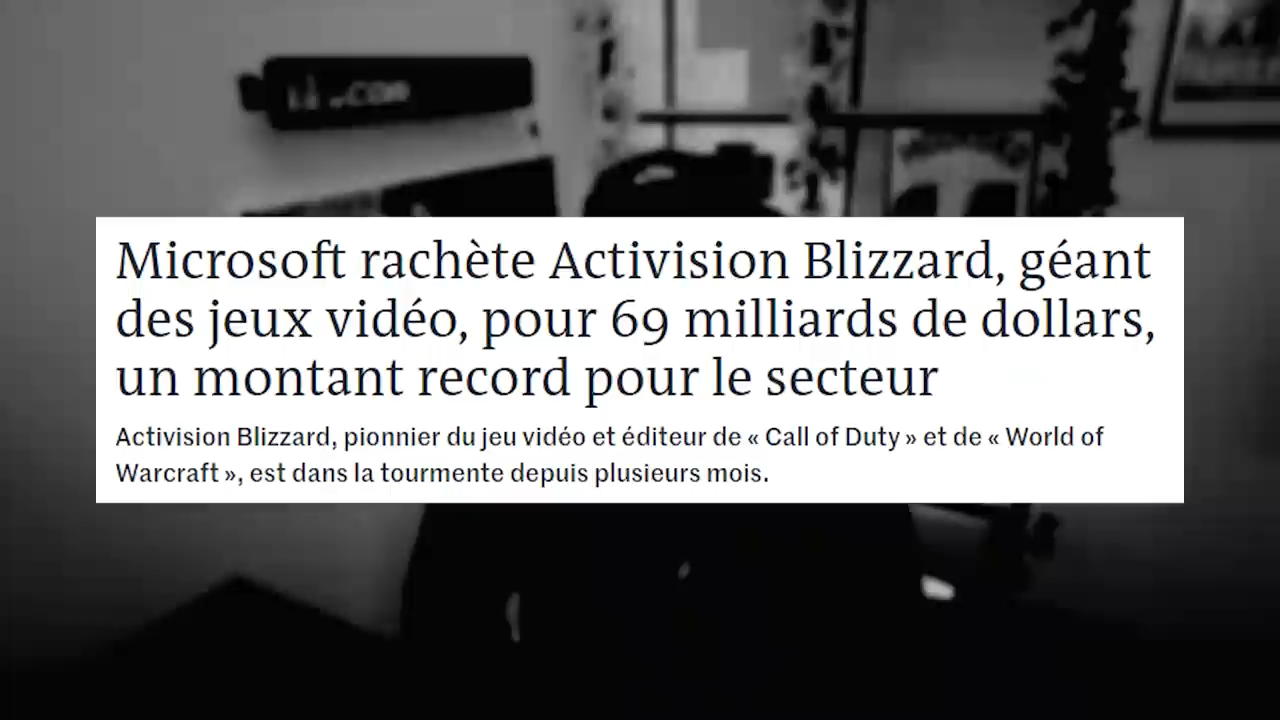 Microsoft rachète Activision Blizzard, géant
des jeux vidéo, pour 69 milliards de dollars,
un montant record pour le secteur
Activision Blizzard, pionnier du jeu vidéo et éditeur de « Call of Duty » et de « World of
Warcraft », est dans la tourmente depuis plusieurs mois.